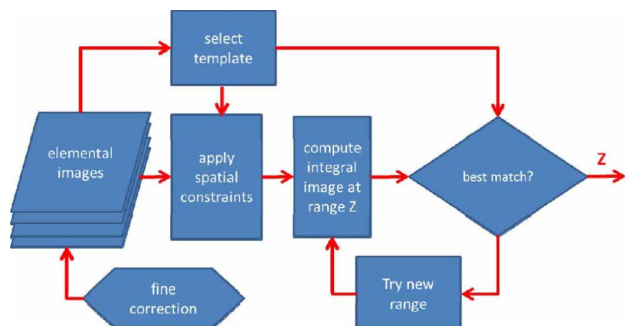 select
template
elemental
images
apply
spatial
constraints
compute
integral
image at
range Z
best match?
Z
fine
correction
Try new
range